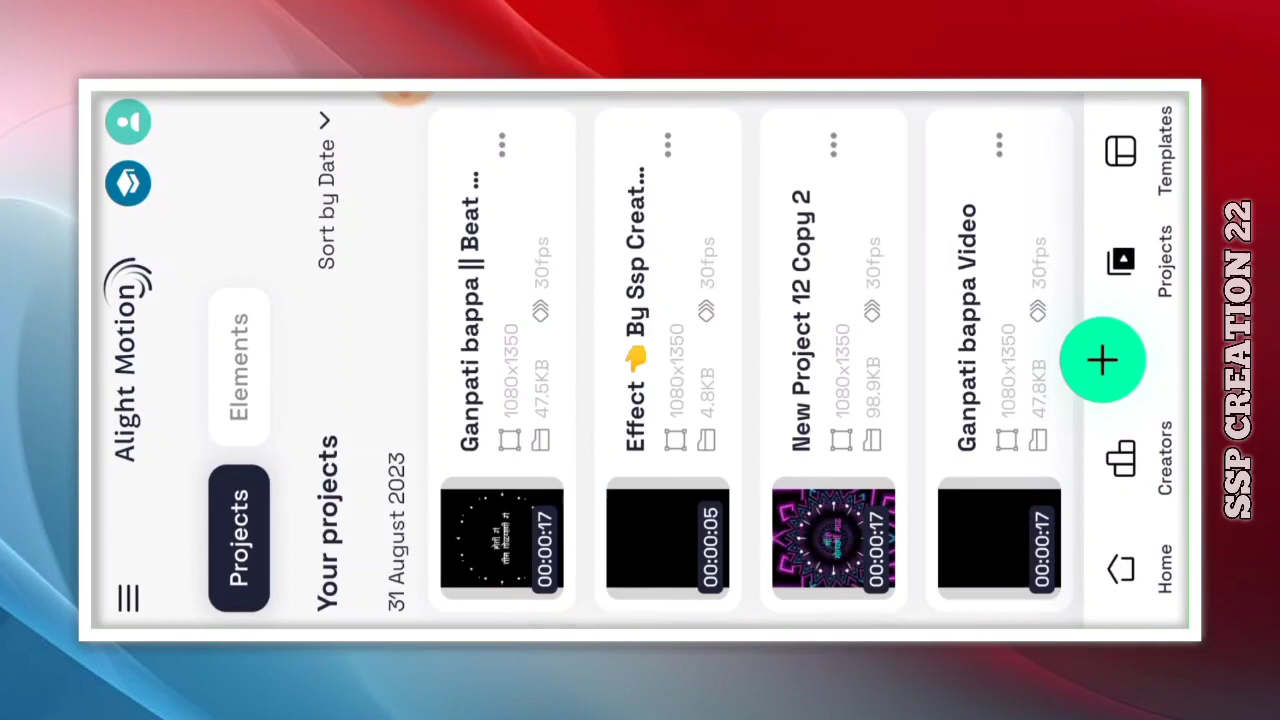 Alight Motion
Projects
Elements
Your projects
Sort by Date
31 August 2023
Ganpati bappa || Beat ...
1080x1350
47.5KB
30fps
00:00:17
Effect 👈 By Ssp Creat...
1080x1350
4.8KB
30fps
00:00:05
New Project 12 Copy 2
1080x1350
98.9KB
30fps
00:00:17
Ganpati bappa Video
1080x1350
47.8KB
30fps
00:00:17
Home
Creators
Projects
Templates
SSP CREATION 22